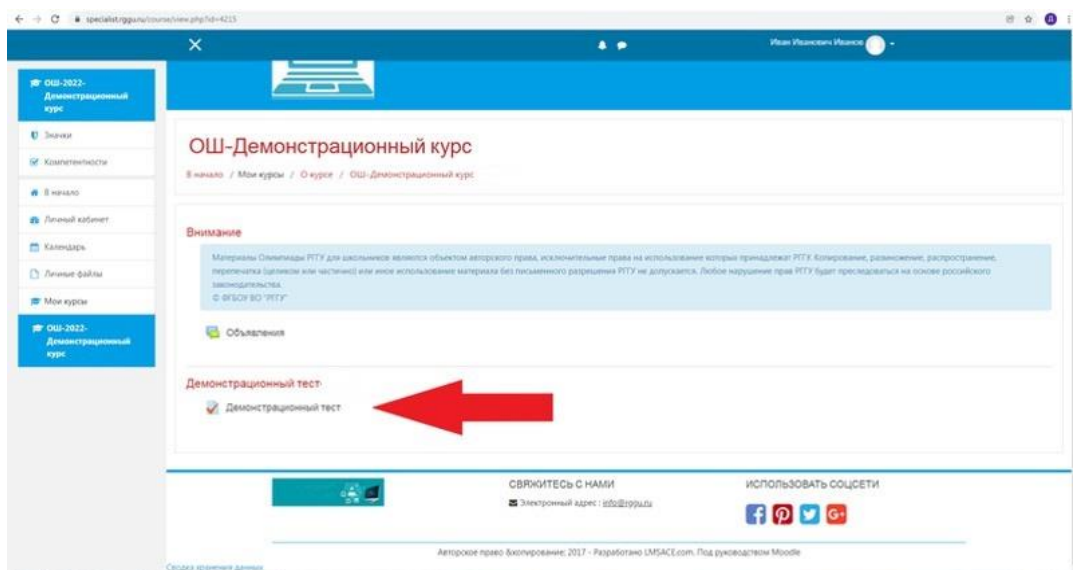 specialist.rggu.ru/course/view.php?id=4215
Д
Иван Иванович Иванов
ОШ-2022-
Демонстрационный
курс
Значки
Компетентности
В начало
Личный кабинет
Календарь
Личные файлы
Мои курсы
ОШ-2022-
Демонстрационный
курс
ОШ-Демонстрационный курс
В начало / Мои курсы / О курсе / ОШ-Демонстрационный курс
Внимание
Материалы Олимпиады РГГУ для школьников являются объектом авторского права, исключительные права на использование которых принадлежат РГГУ. Копирование, размножение, распространение,
перепечатка (целиком или частично) или иное использование материала без письменного разрешения РГГУ не допускается. Любое нарушение прав РГГУ будет преследоваться на основе российского
законодательства.
© ФГБОУ ВО "РГГУ"
Объявления
Демонстрационный тест
Демонстрационный тест
СВЯЖИТЕСЬ С НАМИ
Электронный адрес : info@rggu.ru
ИСПОЛЬЗОВАТЬ СОЦСЕТИ
Авторское право &копирование; 2017 - Разработано LMSACE.com. Под руководством Moodle
Сводка хранения данных